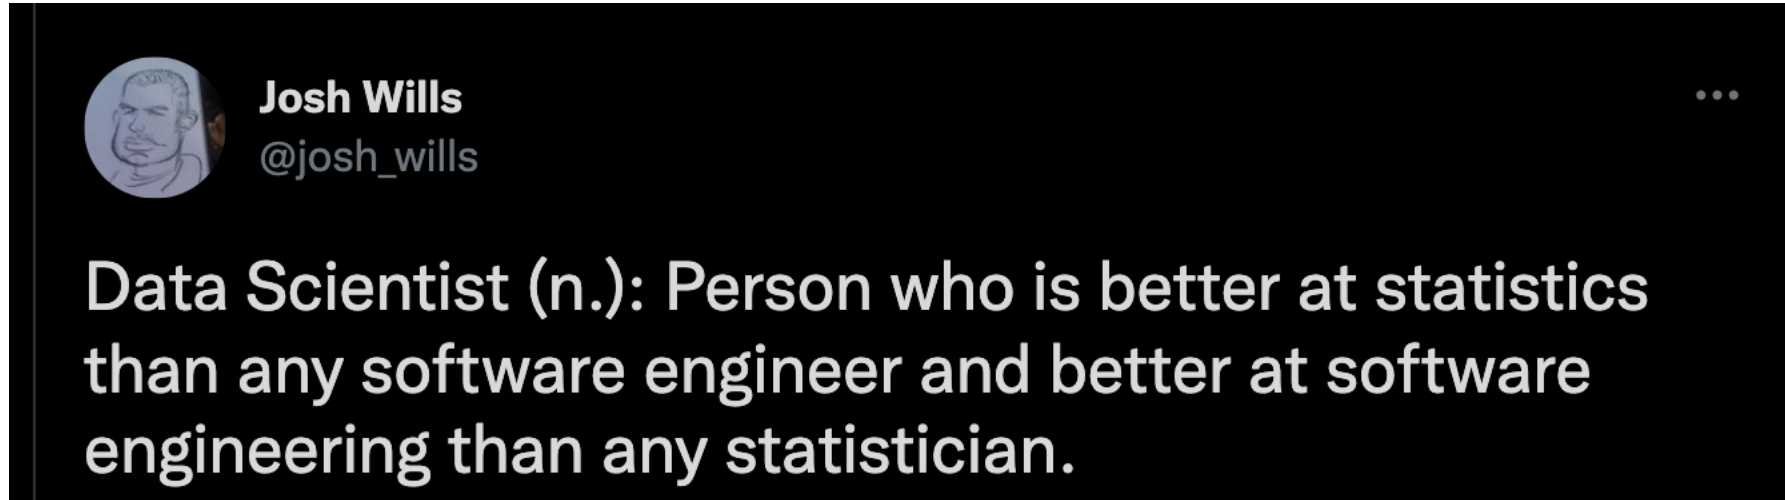 Josh Wills
@josh_wills
Data Scientist (n.): Person who is better at statistics
than any software engineer and better at software
engineering than any statistician.